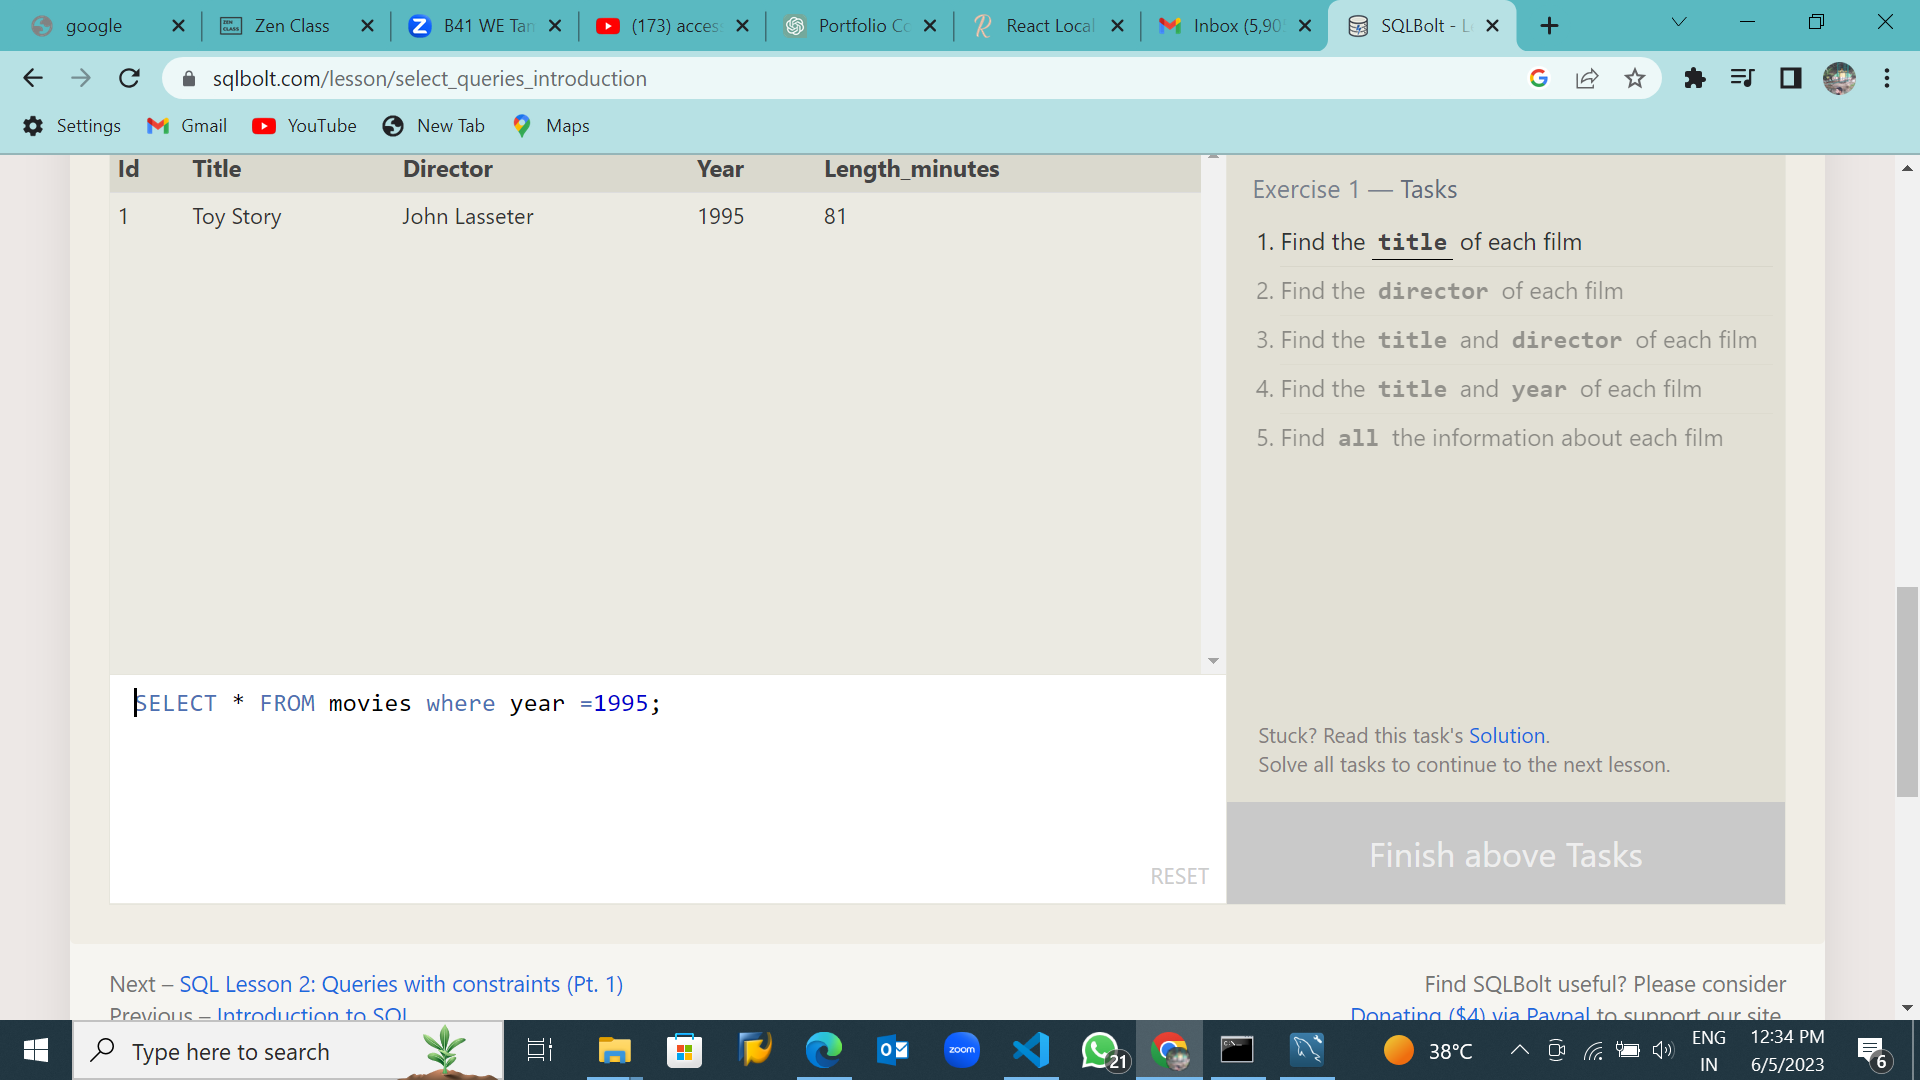 google
Zen Class
B41 WE Tan
(173) acces
Portfolio Co
React Local
Inbox (5,90
SQLBolt - L
sqlbolt.com/lesson/select_queries_introduction
Settings
Gmail
YouTube
New Tab
Maps
Id Title Director Year Length_minutes
1 Toy Story John Lasseter 1995 81
Exercise 1 — Tasks
1. Find the title of each film
2. Find the director of each film
3. Find the title and director of each film
4. Find the title and year of each film
5. Find all the information about each film
SELECT * FROM movies where year =1995;
RESET
Stuck? Read this task's Solution.
Solve all tasks to continue to the next lesson.
Finish above Tasks
Next – SQL Lesson 2: Queries with constraints (Pt. 1)
Previous – Introduction to SQL
Find SQLBolt useful? Please consider
Donating ($4) via Paypal to support our site.
Type here to search
zoom
21
38°C
ENG
IN
12:34 PM
6/5/2023
6